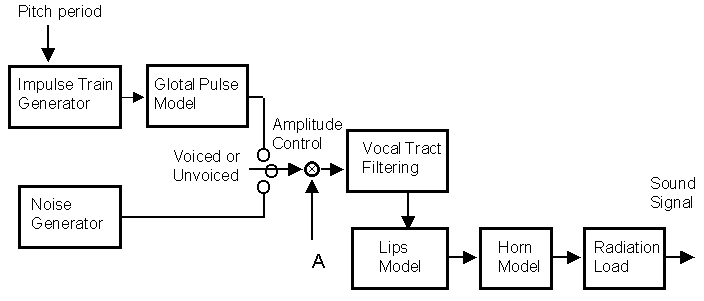 Pitch period
Impulse Train
Generator
Glotal Pulse
Model
Amplitude
Control
Voiced or
Unvoiced
Vocal Tract
Filtering
Noise
Generator
A
Lips
Model
Horn
Model
Radiation
Load
Sound
Signal